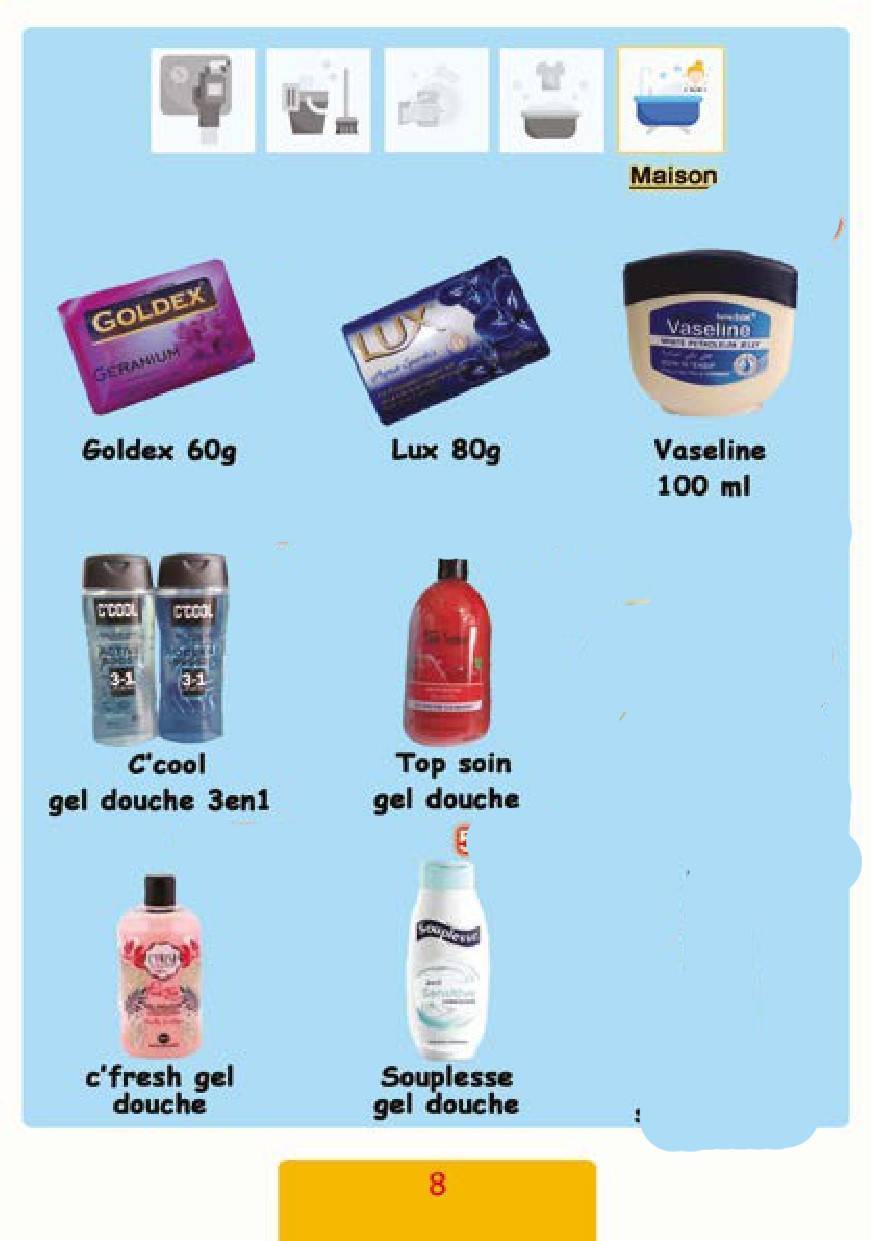 Maison
GOLDEX
GERANIUM
LUX
Vaseline
WHITE PETROLEUM JELLY
Goldex 60g
Lux 80g
Vaseline
100 ml
C'COOL
3-1
C'COOL
3-1
C'cool
gel douche 3en1
Top soin
gel douche
Souplesse
Sensitive
c'fresh gel
douche
Souplesse
gel douche
8